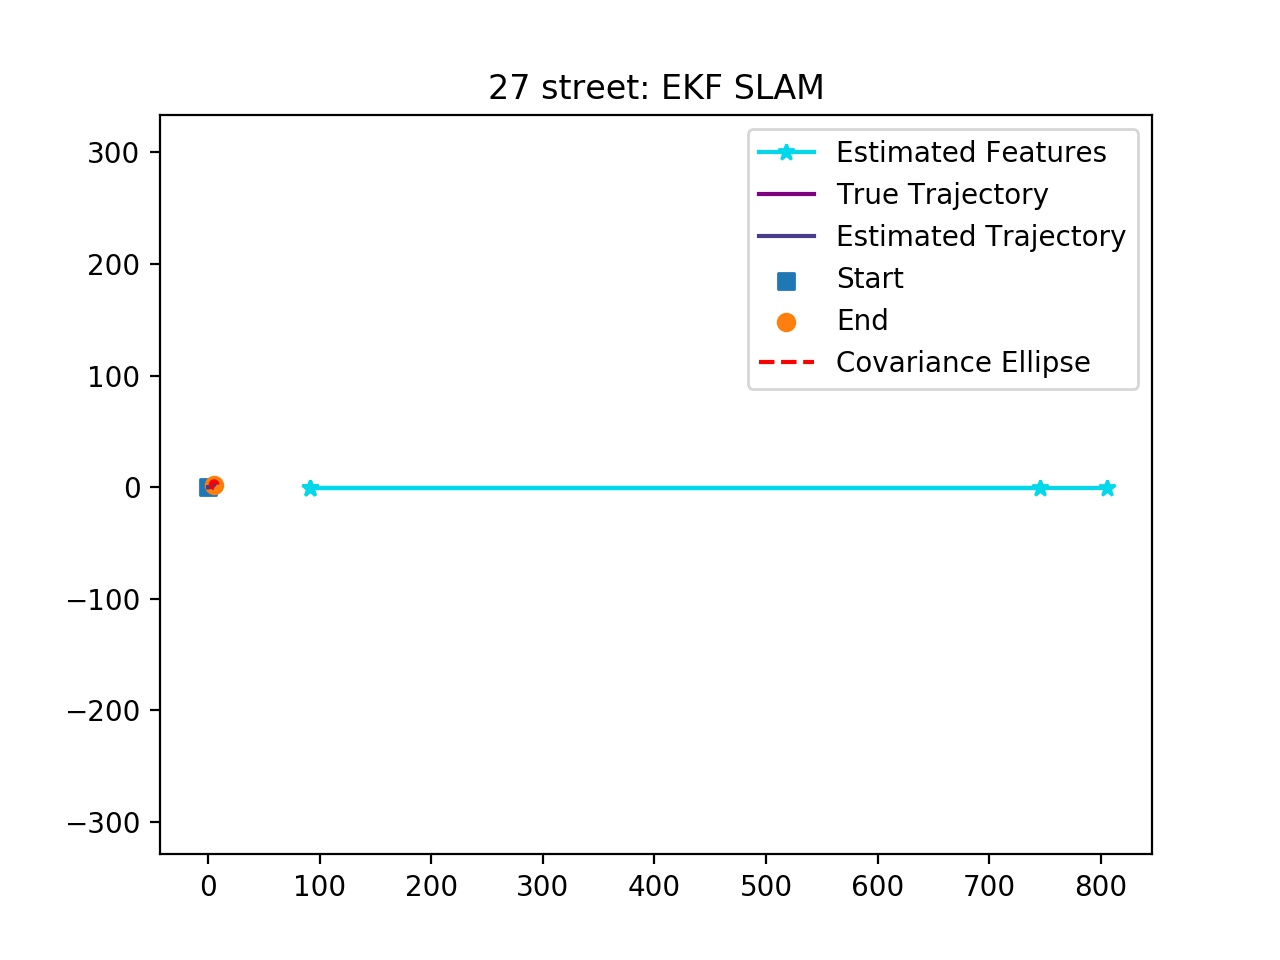 27 street: EKF SLAM
Estimated Features
True Trajectory
Estimated Trajectory
Start
End
Covariance Ellipse
300
200
100
0
−100
−200
−300
0 100 200 300 400 500 600 700 800